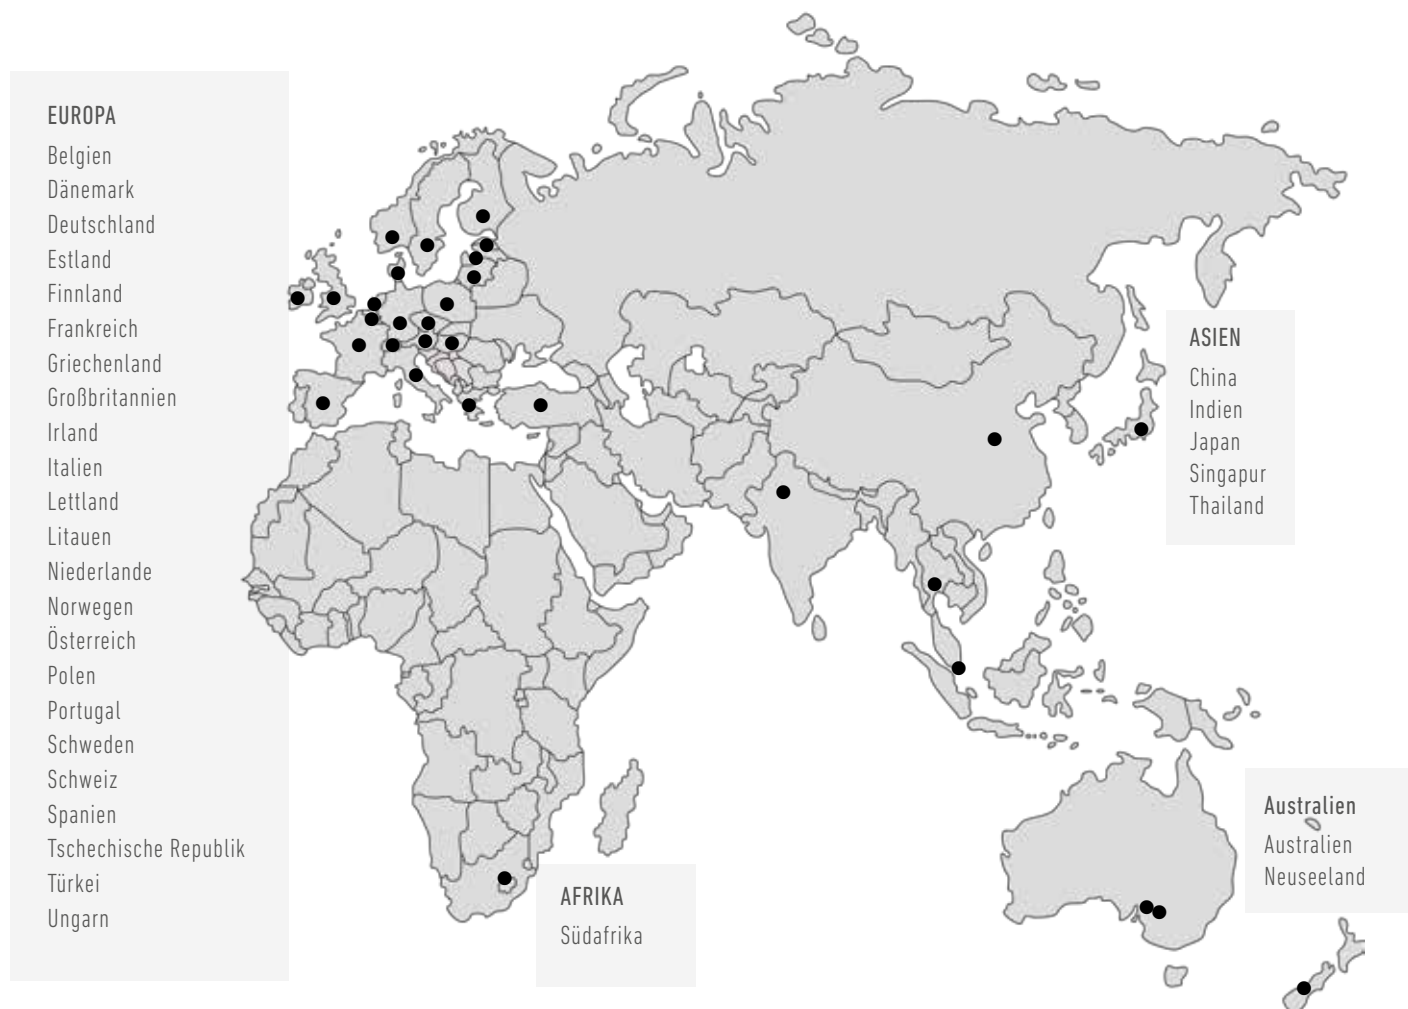 EUROPA
Belgien
Dänemark
Deutschland
Estland
Finnland
Frankreich
Griechenland
Großbritannien
Irland
Italien
Lettland
Litauen
Niederlande
Norwegen
Österreich
Polen
Portugal
Schweden
Schweiz
Spanien
Tschechische Republik
Türkei
Ungarn
AFRIKA
Südafrika
ASIEN
China
Indien
Japan
Singapur
Thailand
Australien
Australien
Neuseeland